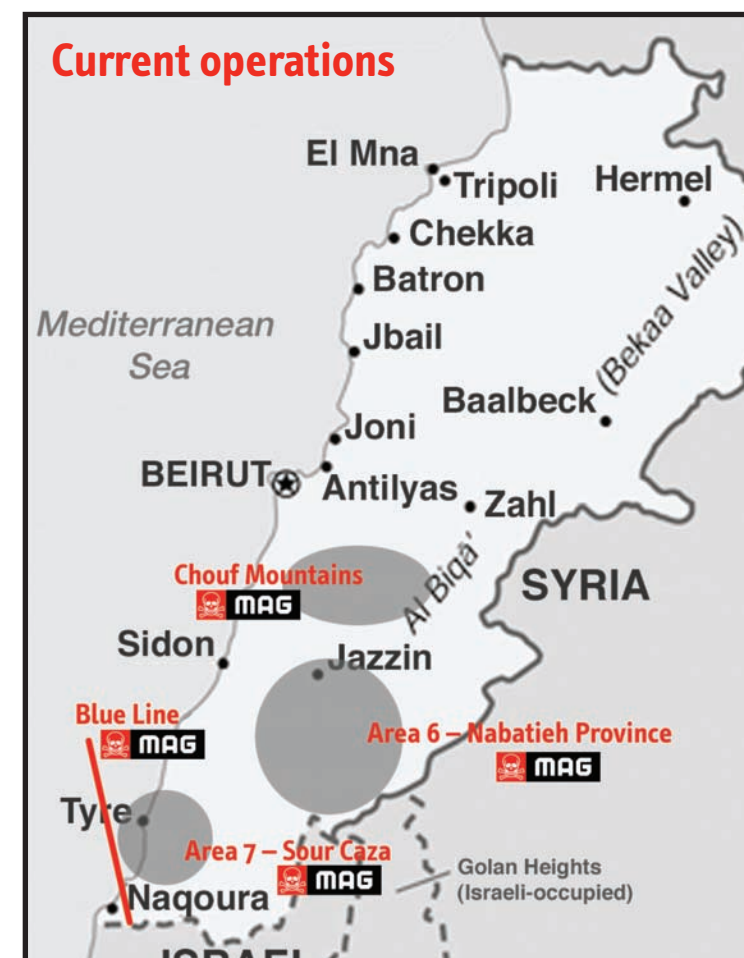 Current operations
El Mna
Tripoli
Hermel
Chekka
Batron
(Bekaa Valley)
Mediterranean
Sea
Jbail
Baalbeck
Joni
BEIRUT
Antilyas
Zahl
Chouf Mountains
MAG
Al Biqā'
SYRIA
Sidon
Jazzin
Blue Line
MAG
Area 6 – Nabatieh Province
MAG
Tyre
Area 7 – Sour Caza
MAG
Golan Heights
(Israeli-occupied)
Naqoura
ISRAEL